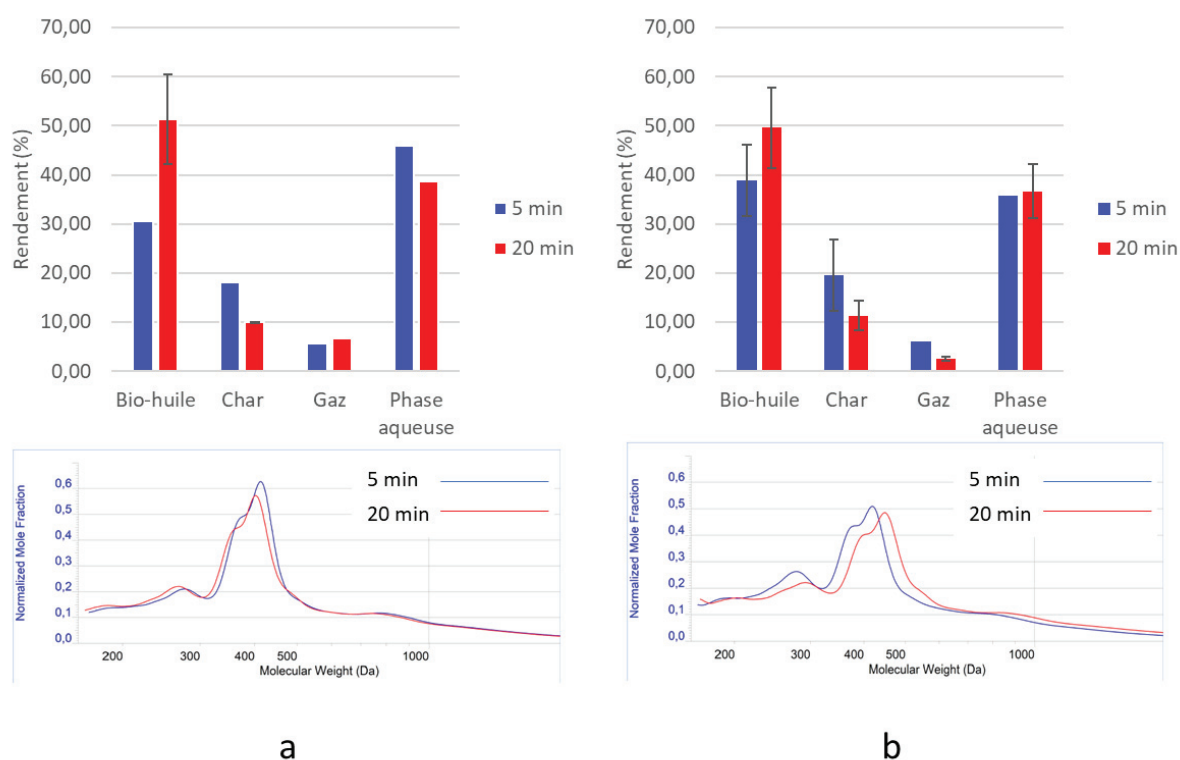 Rendement (%)
70,00
60,00
50,00
40,00
30,00
20,00
10,00
0,00
Bio-huile Char Gaz Phase
aqueuse
5 min
20 min
Rendement (%)
70,00
60,00
50,00
40,00
30,00
20,00
10,00
0,00
Bio-huile Char Gaz Phase
aqueuse
5 min
20 min
Normalized Mole Fraction
0,6
0,5
0,4
0,3
0,2
0,1
0,0
5 min
20 min
200 300 400 500 1000
Molecular Weight (Da)
Normalized Mole Fraction
0,6
0,5
0,4
0,3
0,2
0,1
0,0
5 min
20 min
200 300 400 500 1000
Molecular Weight (Da)
a
b